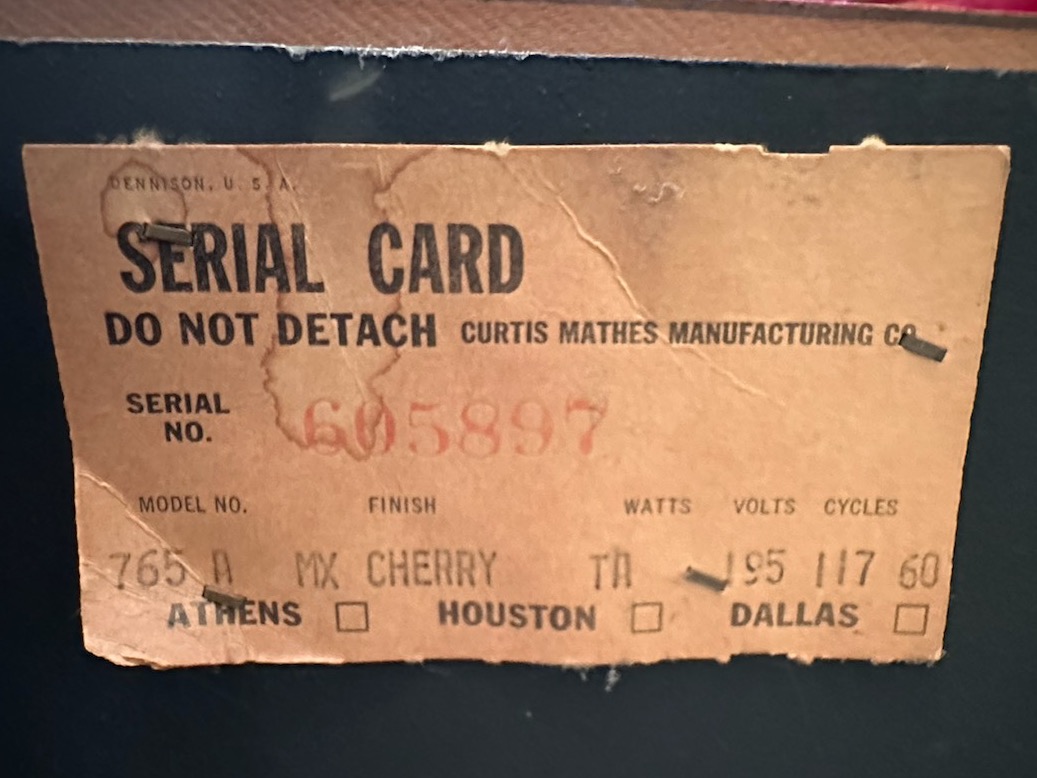 DENNISON, U. S. A.
SERIAL CARD
DO NOT DETACH CURTIS MATHES MANUFACTURING CO.
SERIAL
NO.
605897
MODEL NO. FINISH WATTS VOLTS CYCLES
765 A MX CHERRY TA 195 117 60
ATHENS HOUSTON DALLAS